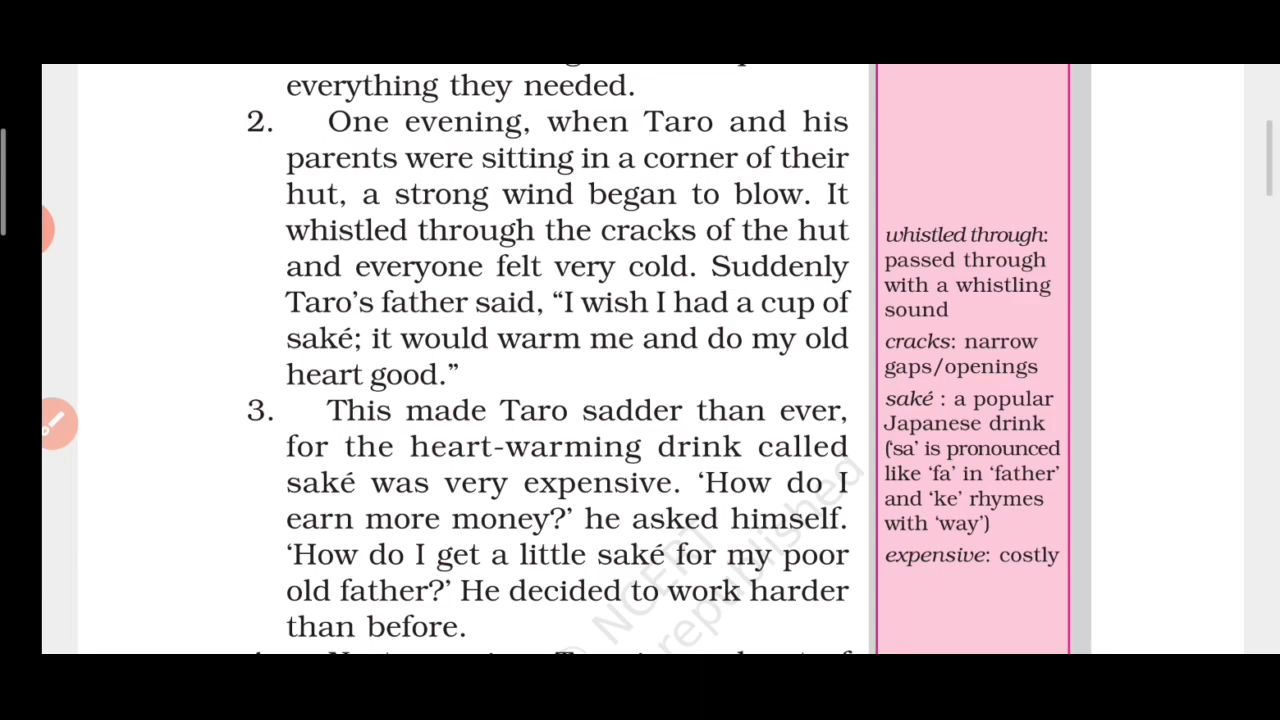 everything they needed.
2. One evening, when Taro and his
parents were sitting in a corner of their
hut, a strong wind began to blow. It
whistled through the cracks of the hut
and everyone felt very cold. Suddenly
Taro’s father said, “I wish I had a cup of
saké; it would warm me and do my old
heart good.”
3. This made Taro sadder than ever,
for the heart-warming drink called
saké was very expensive. ‘How do I
earn more money?’ he asked himself.
‘How do I get a little saké for my poor
old father?’ He decided to work harder
than before.
whistled through:
passed through
with a whistling
sound
cracks: narrow
gaps/openings
saké : a popular
Japanese drink
(‘sa’ is pronounced
like ‘fa’ in ‘father’
and ‘ke’ rhymes
with ‘way’)
expensive: costly
© NCERT
republished